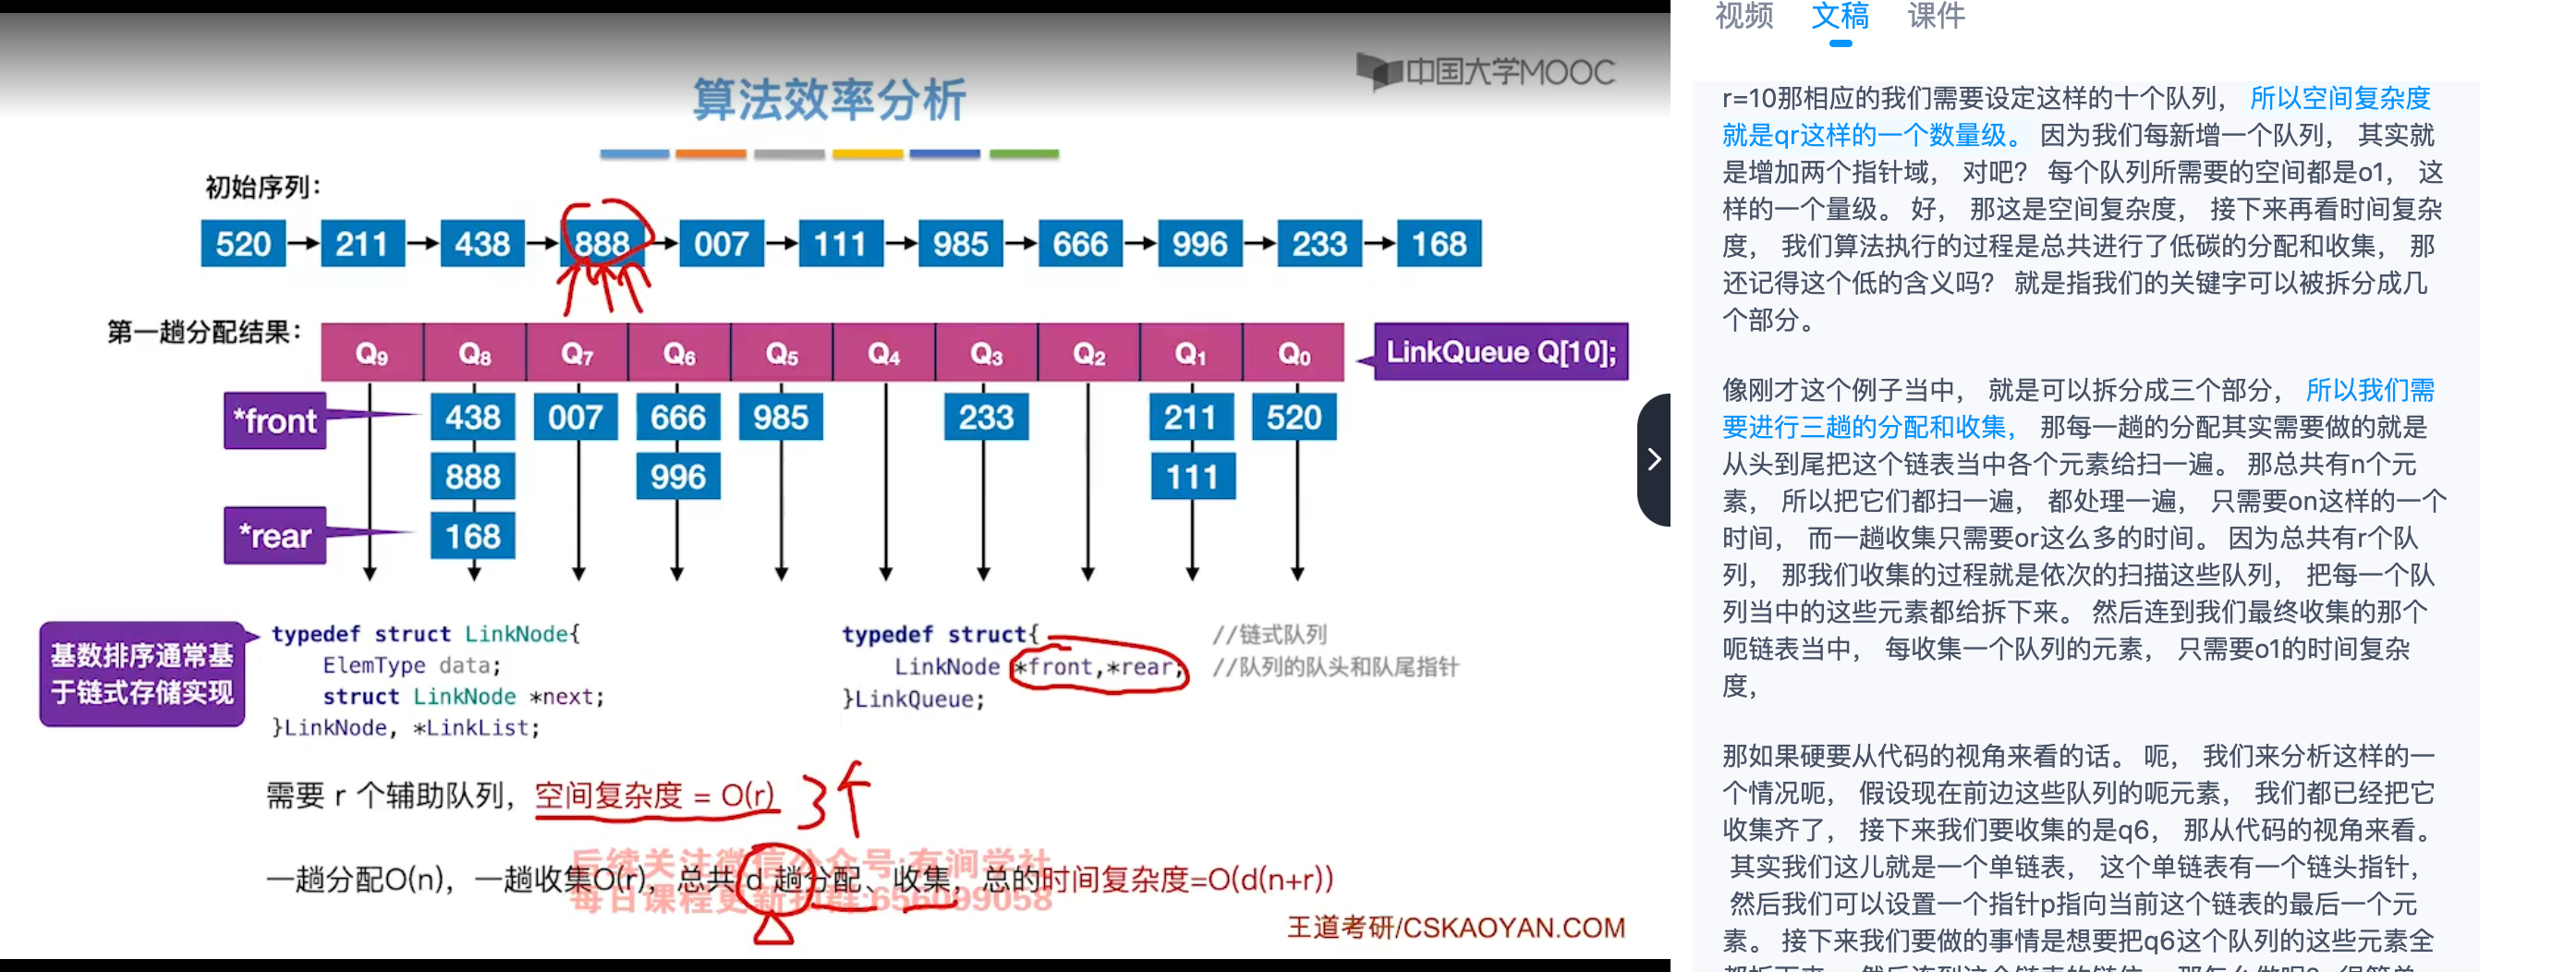 中国大学MOOC
算法效率分析
初始序列：
520 211 438 888 007 111 985 666 996 233 168
第一趟分配结果：
Q9 Q8 Q7 Q6 Q5 Q4 Q3 Q2 Q1 Q0
LinkQueue Q[10];
*front
438 007 666 985 233 211 520
888 996 111
*rear
168
基数排序通常基
于链式存储实现
typedef struct LinkNode{
ElemType data;
struct LinkNode *next;
}LinkNode, *LinkList;
typedef struct{ //链式队列
LinkNode *front,*rear; //队列的队头和队尾指针
}LinkQueue;
需要 r 个辅助队列，空间复杂度 = O(r)
3个
一趟分配O(n)，一趟收集O(r)，总共 d 趟分配、收集，总的时间复杂度=O(d(n+r))
后续关注微信公众号:有涧学社
每日课程更新扣群:656099058
王道考研/CSKAOYAN.COM
视频 文稿 课件
r=10那相应的我们需要设定这样的十个队列， 所以空间复杂度
就是qr这样的一个数量级。 因为我们每新增一个队列， 其实就
是增加两个指针域， 对吧？ 每个队列所需要的空间都是o1， 这
样的一个量级。 好， 那这是空间复杂度， 接下来再看时间复杂
度， 我们算法执行的过程是总共进行了低碳的分配和收集， 那
还记得这个低的含义吗？ 就是指我们的关键字可以被拆分成几
个部分。
像刚才这个例子当中， 就是可以拆分成三个部分， 所以我们需
要进行三趟的分配和收集， 那每一趟的分配其实需要做的就是
从头到尾把这个链表当中各个元素给扫一遍。 那总共有n个元
素， 所以把它们都扫一遍， 都处理一遍， 只需要on这样的一个
时间， 而一趟收集只需要or这么多的时间。 因为总共有r个队
列， 那我们收集的过程就是依次的扫描这些队列， 把每一个队
列当中的这些元素都给拆下来。 然后连到我们最终收集的那个
呃链表当中， 每收集一个队列的元素， 只需要o1的时间复杂
度，
那如果硬要从代码的视角来看的话。 呃， 我们来分析这样的一
个情况呃， 假设现在前边这些队列的呃元素， 我们都已经把它
收集齐了， 接下来我们要收集的是q6， 那从代码的视角来看。
其实我们这儿就是一个单链表， 这个单链表有一个链头指针，
然后我们可以设置一个指针p指向当前这个链表的最后一个元
素。 接下来我们要做的事情是想要把q6这个队列的这些元素全